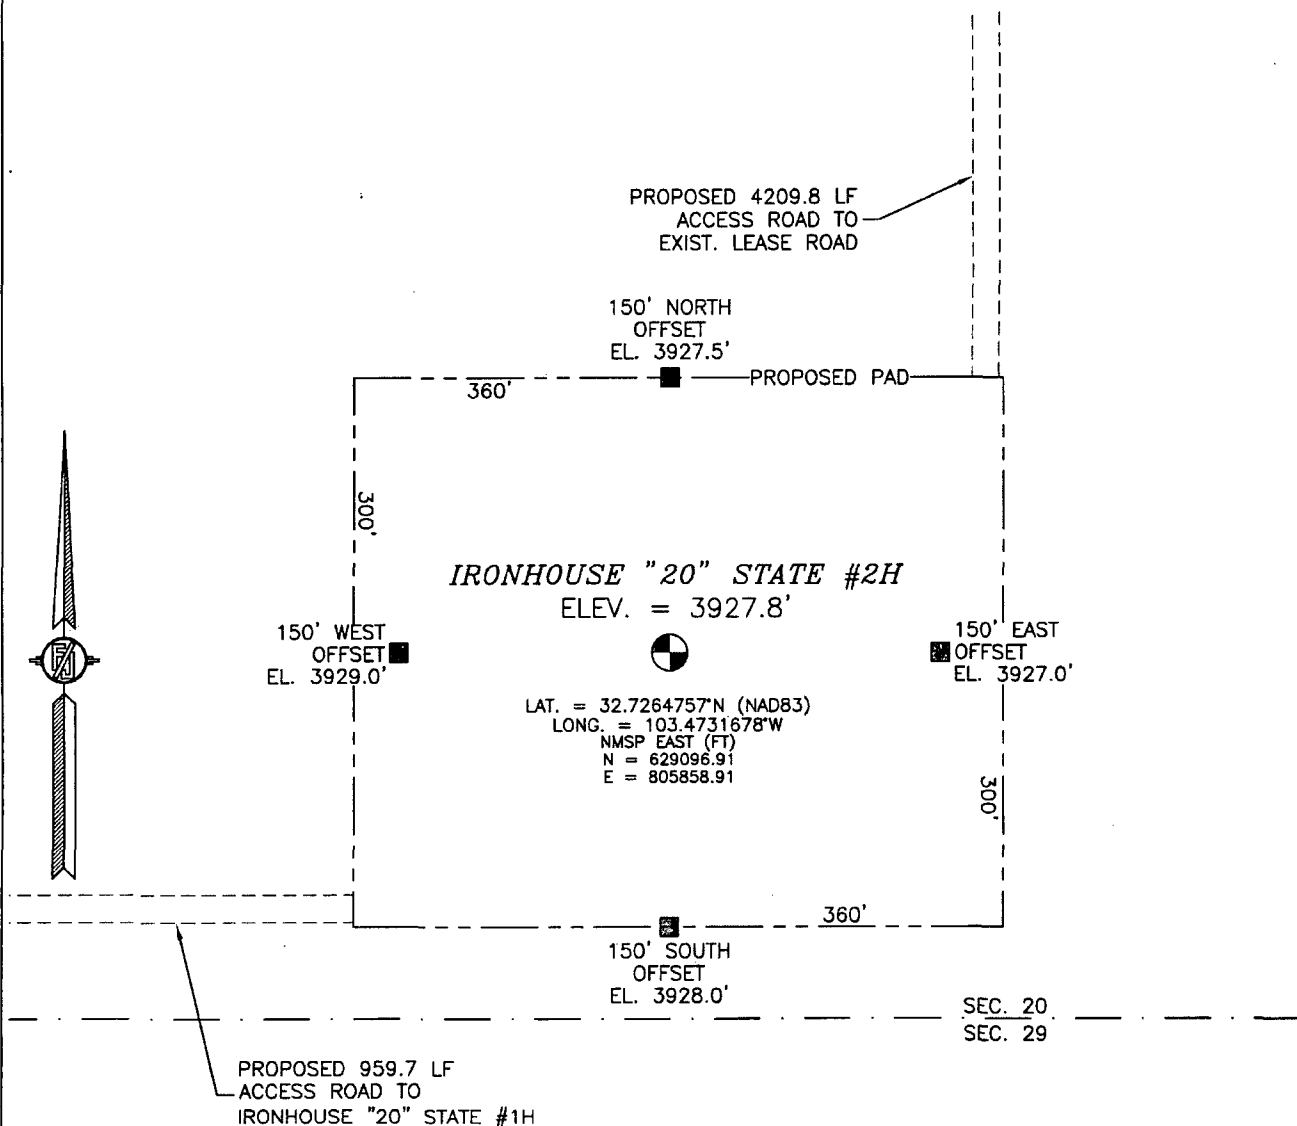 PROPOSED 4209.8 LF
ACCESS ROAD TO
EXIST. LEASE ROAD
150' NORTH
OFFSET
EL. 3927.5'
PROPOSED PAD
360'
300'
IRONHOUSE "20" STATE #2H
ELEV. = 3927.8'
150' WEST
OFFSET
EL. 3929.0'
150' EAST
OFFSET
EL. 3927.0'
LAT. = 32.7264757°N (NAD83)
LONG. = 103.4731678°W
NMSP EAST (FT)
N = 629096.91
E = 805858.91
300'
360'
150' SOUTH
OFFSET
EL. 3928.0'
SEC. 20
SEC. 29
PROPOSED 959.7 LF
ACCESS ROAD TO
IRONHOUSE "20" STATE #1H